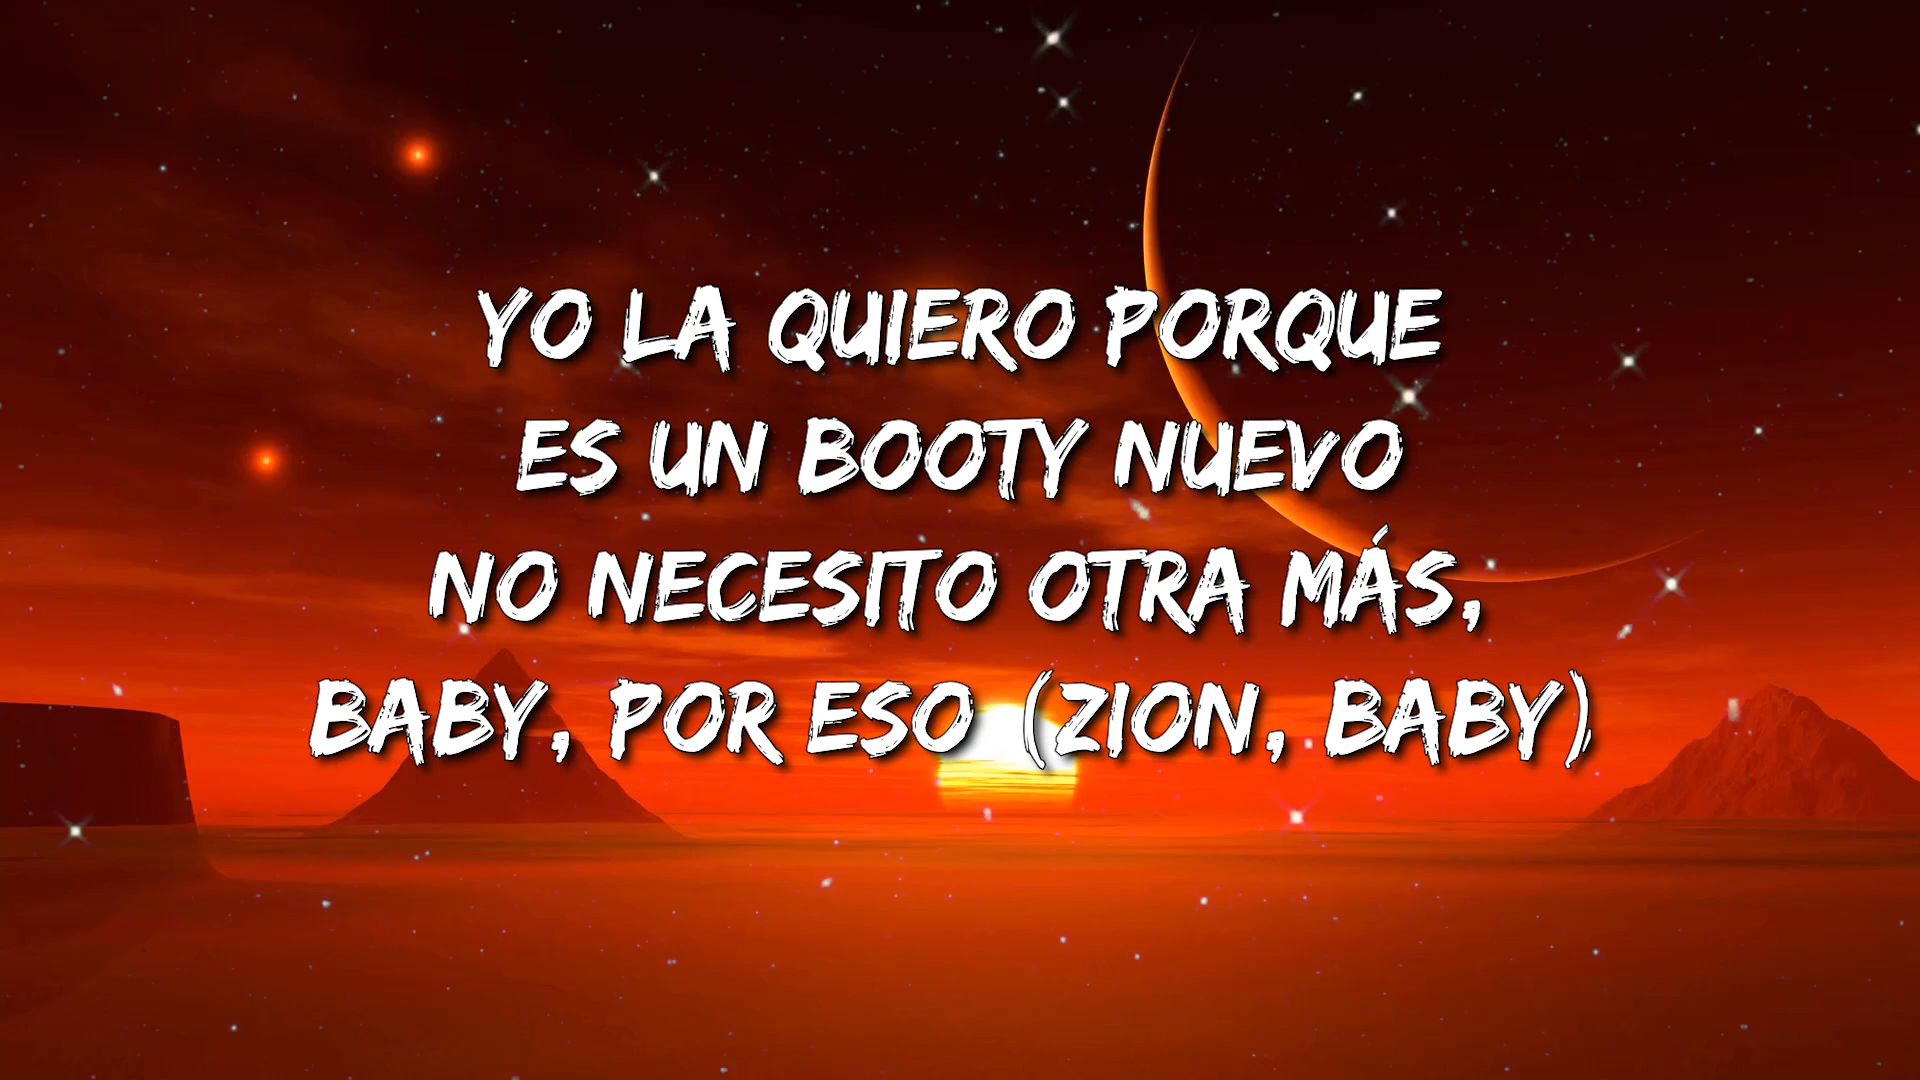 YO LA QUIERO PORQUE
ES UN BOOTY NUEVO
NO NECESITO OTRA MÁS,
BABY, POR ESO (ZION, BABY)